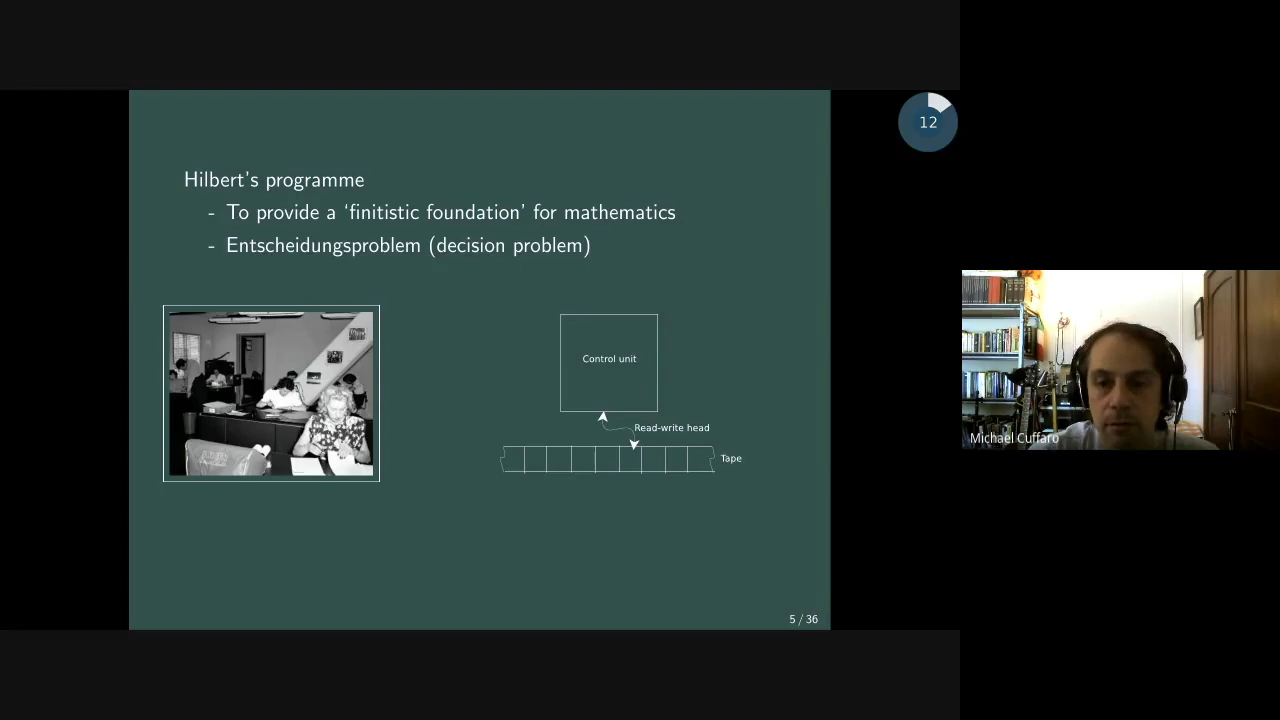 12
Hilbert's programme
- To provide a ‘finitistic foundation’ for mathematics
- Entscheidungsproblem (decision problem)
Control unit
Read-write head
Tape
Michael Cuffaro
5 / 36